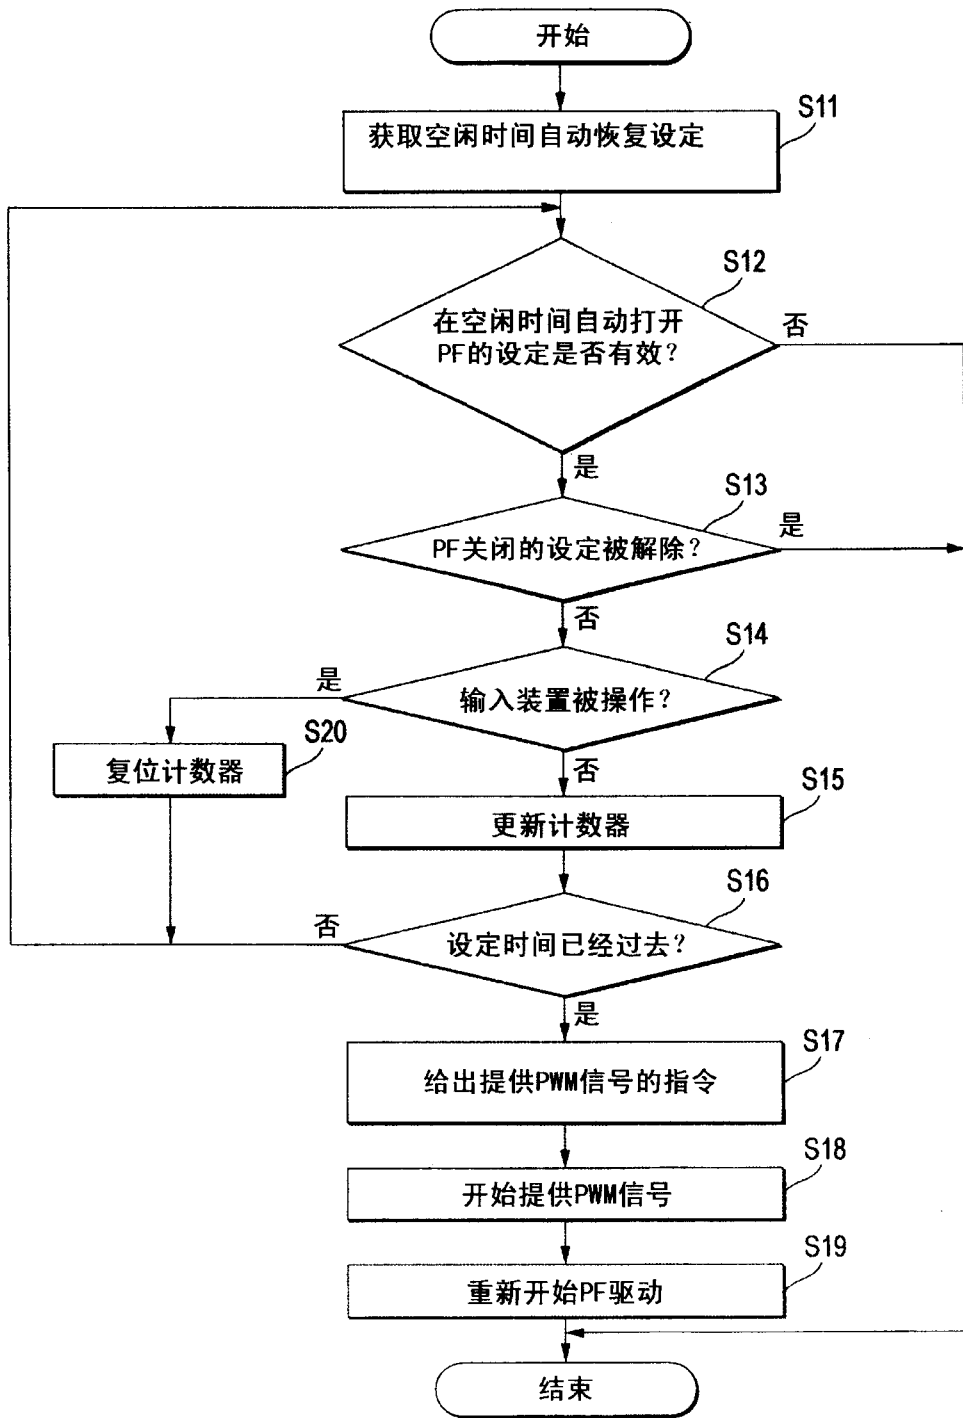 开始
S11
获取空闲时间自动恢复设定
S12
在空闲时间自动打开
PF的设定是否有效?
否
是
S13
PF关闭的设定被解除?
是
否
S14
输入装置被操作?
是
S20
复位计数器
否
S15
更新计数器
S16
设定时间已经过去?
否
是
S17
给出提供PWM信号的指令
S18
开始提供PWM信号
S19
重新开始PF驱动
结束